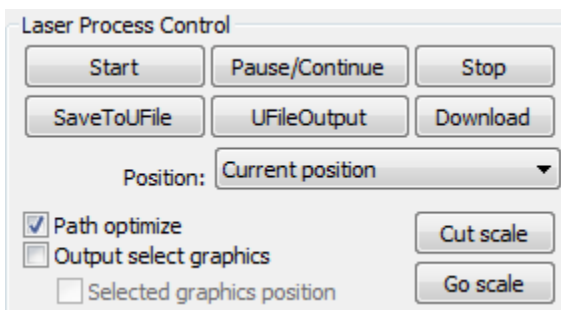 Laser Process Control
Start Pause/Continue Stop
SaveToUFile UFileOutput Download
Position: Current position
Path optimize Cut scale
Output select graphics
Selected graphics position Go scale